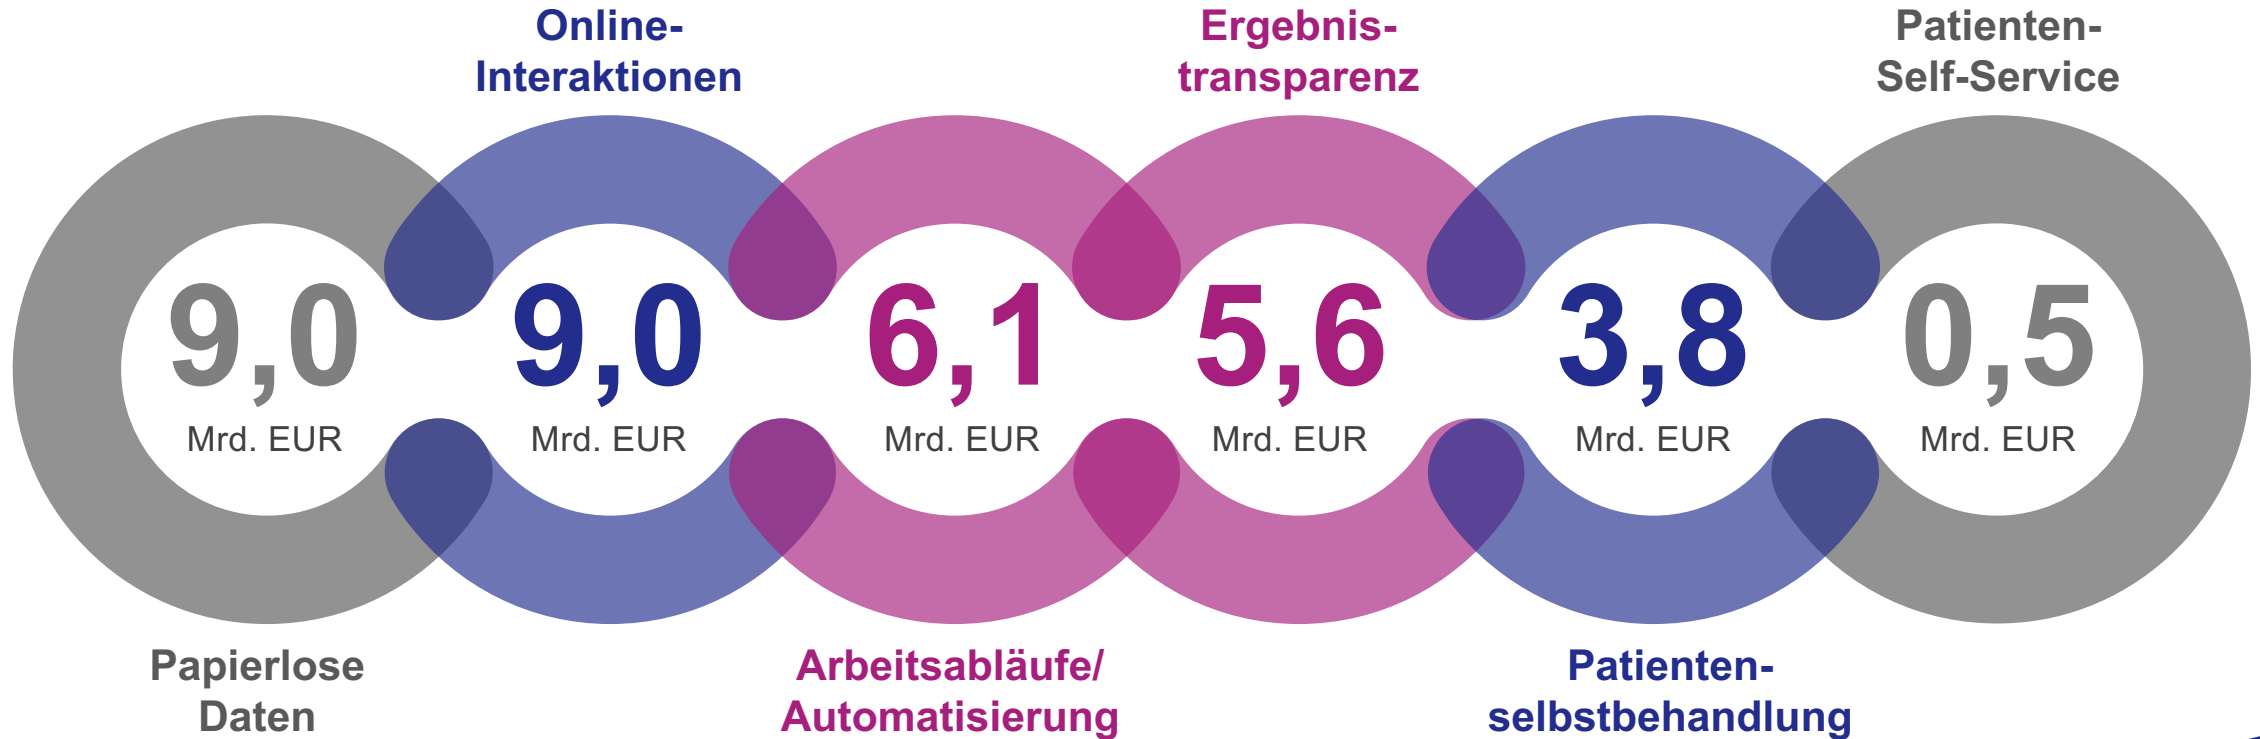 Online-
Interaktionen
Ergebnis-
transparenz
Patienten-
Self-Service
9,0
Mrd. EUR
9,0
Mrd. EUR
6,1
Mrd. EUR
5,6
Mrd. EUR
3,8
Mrd. EUR
0,5
Mrd. EUR
Papierlose
Daten
Arbeitsabläufe/
Automatisierung
Patienten-
selbstbehandlung